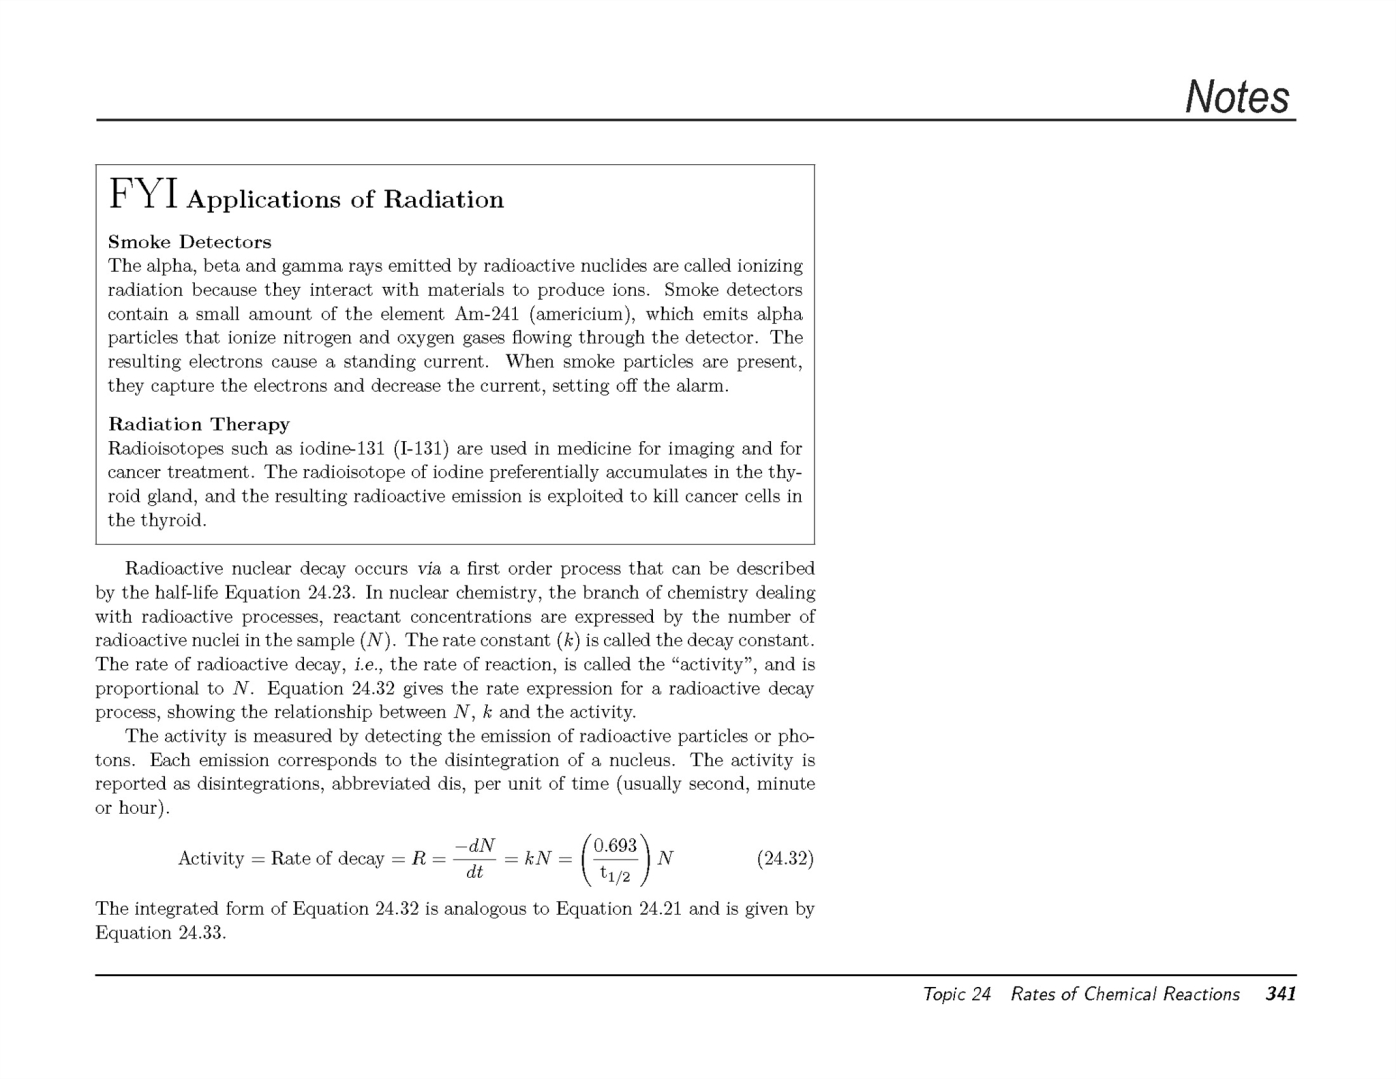 Notes
FYI Applications of Radiation
Smoke Detectors
The alpha, beta and gamma rays emitted by radioactive nuclides are called ionizing
radiation because they interact with materials to produce ions. Smoke detectors
contain a small amount of the element Am-241 (americium), which emits alpha
particles that ionize nitrogen and oxygen gases flowing through the detector. The
resulting electrons cause a standing current. When smoke particles are present,
they capture the electrons and decrease the current, setting off the alarm.
Radiation Therapy
Radioisotopes such as iodine-131 (I-131) are used in medicine for imaging and for
cancer treatment. The radioisotope of iodine preferentially accumulates in the thy-
roid gland, and the resulting radioactive emission is exploited to kill cancer cells in
the thyroid.
Radioactive nuclear decay occurs via a first order process that can be described
by the half-life Equation 24.23. In nuclear chemistry, the branch of chemistry dealing
with radioactive processes, reactant concentrations are expressed by the number of
radioactive nuclei in the sample (N). The rate constant (k) is called the decay constant.
The rate of radioactive decay, i.e., the rate of reaction, is called the “activity”, and is
proportional to N. Equation 24.32 gives the rate expression for a radioactive decay
process, showing the relationship between N, k and the activity.
The activity is measured by detecting the emission of radioactive particles or pho-
tons. Each emission corresponds to the disintegration of a nucleus. The activity is
reported as disintegrations, abbreviated dis, per unit of time (usually second, minute
or hour).
Activity = Rate of decay = R = −dN/dt = kN = (0.693/t1/2) N (24.32)
The integrated form of Equation 24.32 is analogous to Equation 24.21 and is given by
Equation 24.33.
Topic 24 Rates of Chemical Reactions 341